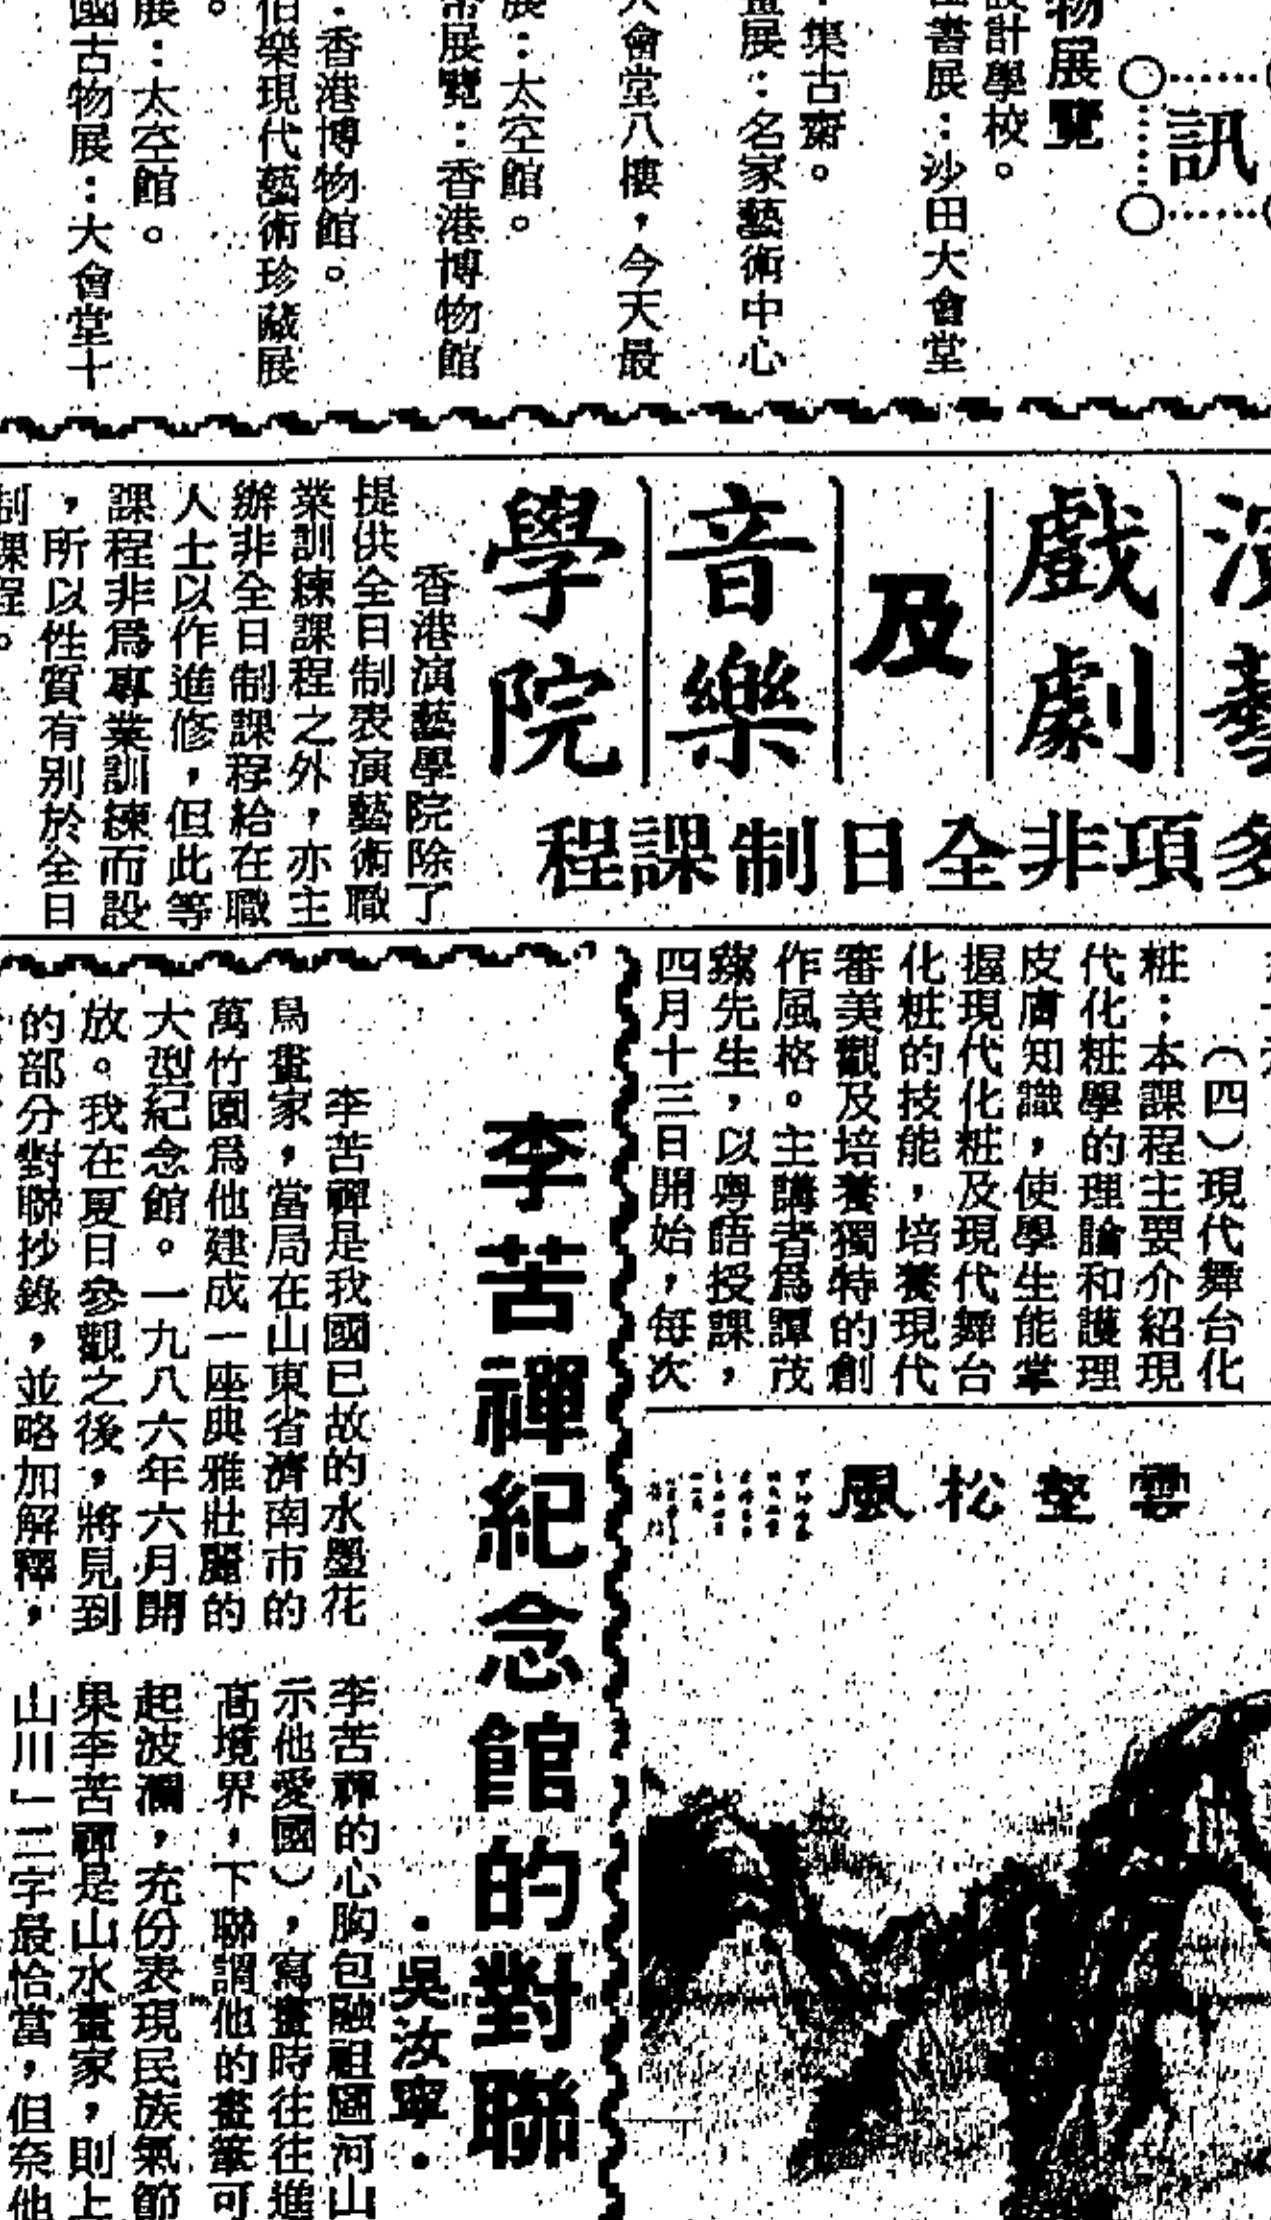 訊
物展覽
設計學校。
書展：沙田大會堂
集古齋。
畫展：名家藝術中心
大會堂八樓，今天最
展：太空館。
幣展覽：香港博物館
：香港博物館。
伯樂現代藝術珍藏展
。
展：太空館。
國古物展：大會堂十
演藝
戲劇
及
音樂
學院
多項非全日制課程
香港演藝學院除了
提供全日制表演藝術職
業訓練課程之外，亦主
辦非全日制課程給在職
人士以作進修，但此等
課程非爲專業訓練而設
，所以性質有別於全日
制課程。
（四）現代舞台化
粧：本課程主要介紹現
代化粧學的理論和護理
皮膚知識，使學生能掌
握現代化粧及現代舞台
化粧的技能，培養現代
審美觀及培養獨特的創
作風格。主講者爲譚茂
蘂先生，以粵語授課，
四月十三日開始，每次
雲壑松風
李苦禪紀念館的對聯
．吳汝寧．
李苦禪是我國已故的水墨花
鳥畫家，當局在山東省濟南市的
萬竹園爲他建成一座典雅壯麗的
大型紀念館。一九八六年六月開
放。我在夏日參觀之後，將見到
的部分對聯抄錄，並略加解釋，
李苦禪的心胸包融祖國河山
示他愛國），寫畫時往往進
高境界，下聯謂他的畫筆可
起波瀾，充份表現民族氣節
果李苦禪是山水畫家，則上
山川」二字最恰當，但奈他